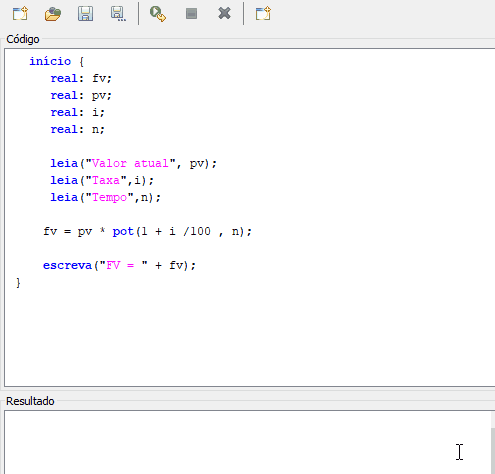 Código
início {
real: fv;
real: pv;
real: i;
real: n;
leia("Valor atual", pv);
leia("Taxa",i);
leia("Tempo",n);
fv = pv * pot(1 + i /100 , n);
escreva("FV = " + fv);
}
Resultado